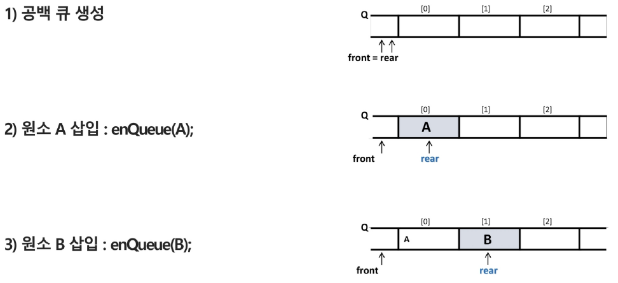 1) 공백 큐 생성
Q [0] [1] [2]
front = rear
2) 원소 A 삽입 : enQueue(A);
Q [0] [1] [2]
A
front rear
3) 원소 B 삽입 : enQueue(B);
Q [0] [1] [2]
A B
front rear